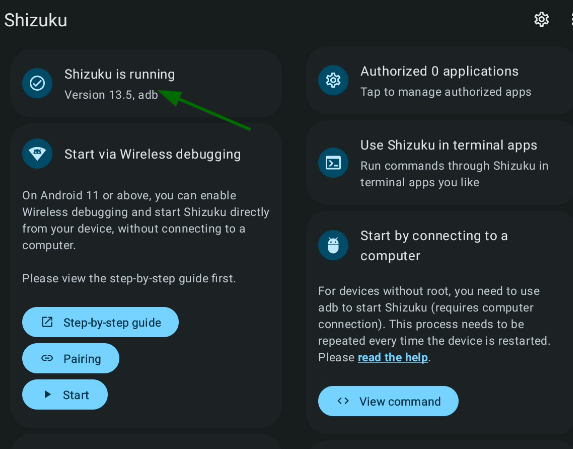 Shizuku
Shizuku is running
Version 13.5, adb
Start via Wireless debugging
On Android 11 or above, you can enable
Wireless debugging and start Shizuku directly
from your device, without connecting to a
computer.
Please view the step-by-step guide first.
Step-by-step guide
Pairing
Start
Authorized 0 applications
Tap to manage authorized apps
Use Shizuku in terminal apps
Run commands through Shizuku in
terminal apps you like
Start by connecting to a
computer
For devices without root, you need to use
adb to start Shizuku (requires computer
connection). This process needs to be
repeated every time the device is restarted.
Please read the help.
View command